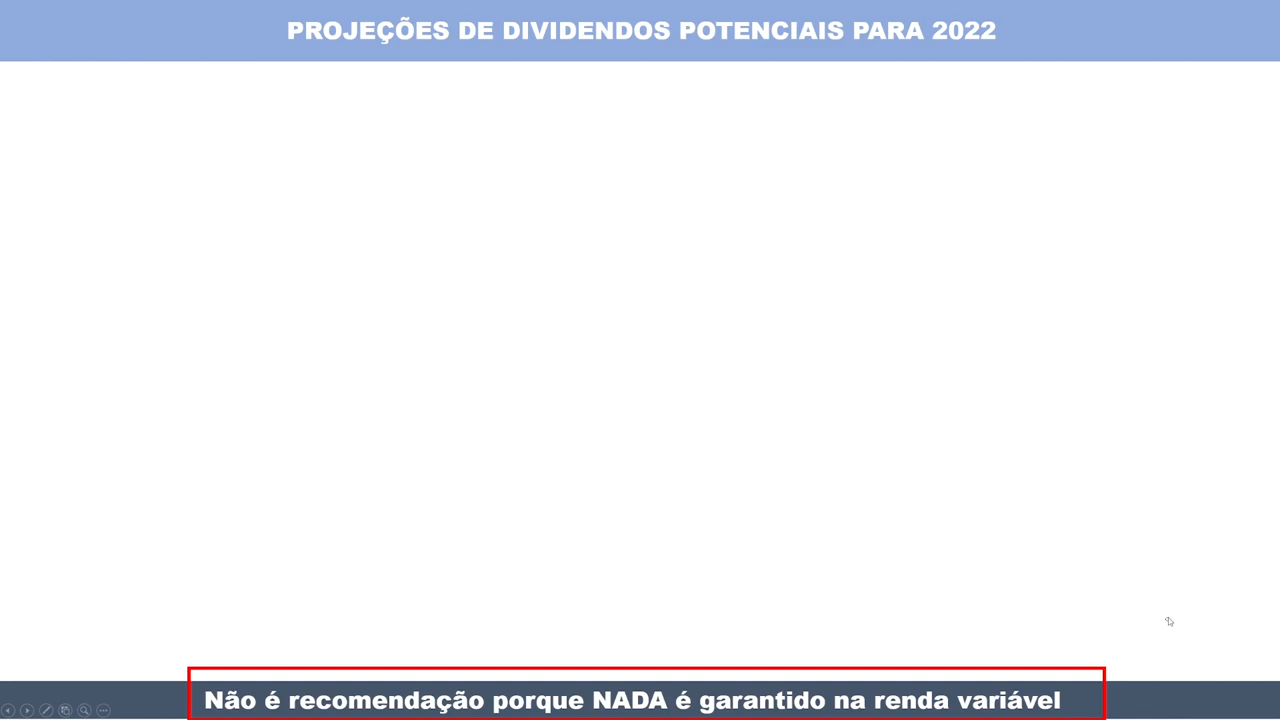 PROJEÇÕES DE DIVIDENDOS POTENCIAIS PARA 2022
Não é recomendação porque NADA é garantido na renda variável